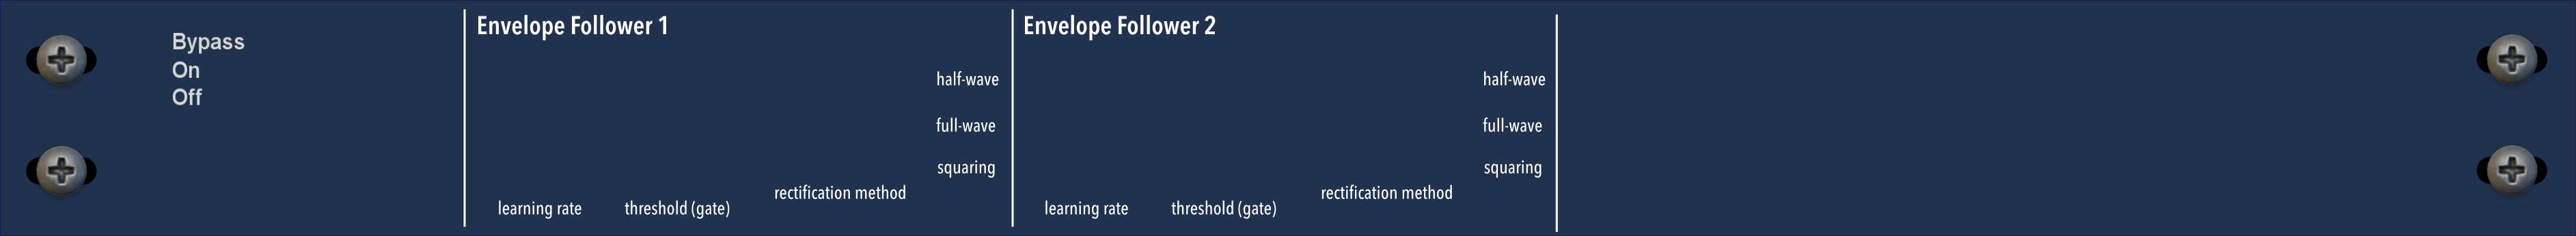 Bypass
On
Off
Envelope Follower 1
half-wave
full-wave
squaring
rectification method
learning rate
threshold (gate)
Envelope Follower 2
half-wave
full-wave
squaring
rectification method
learning rate
threshold (gate)